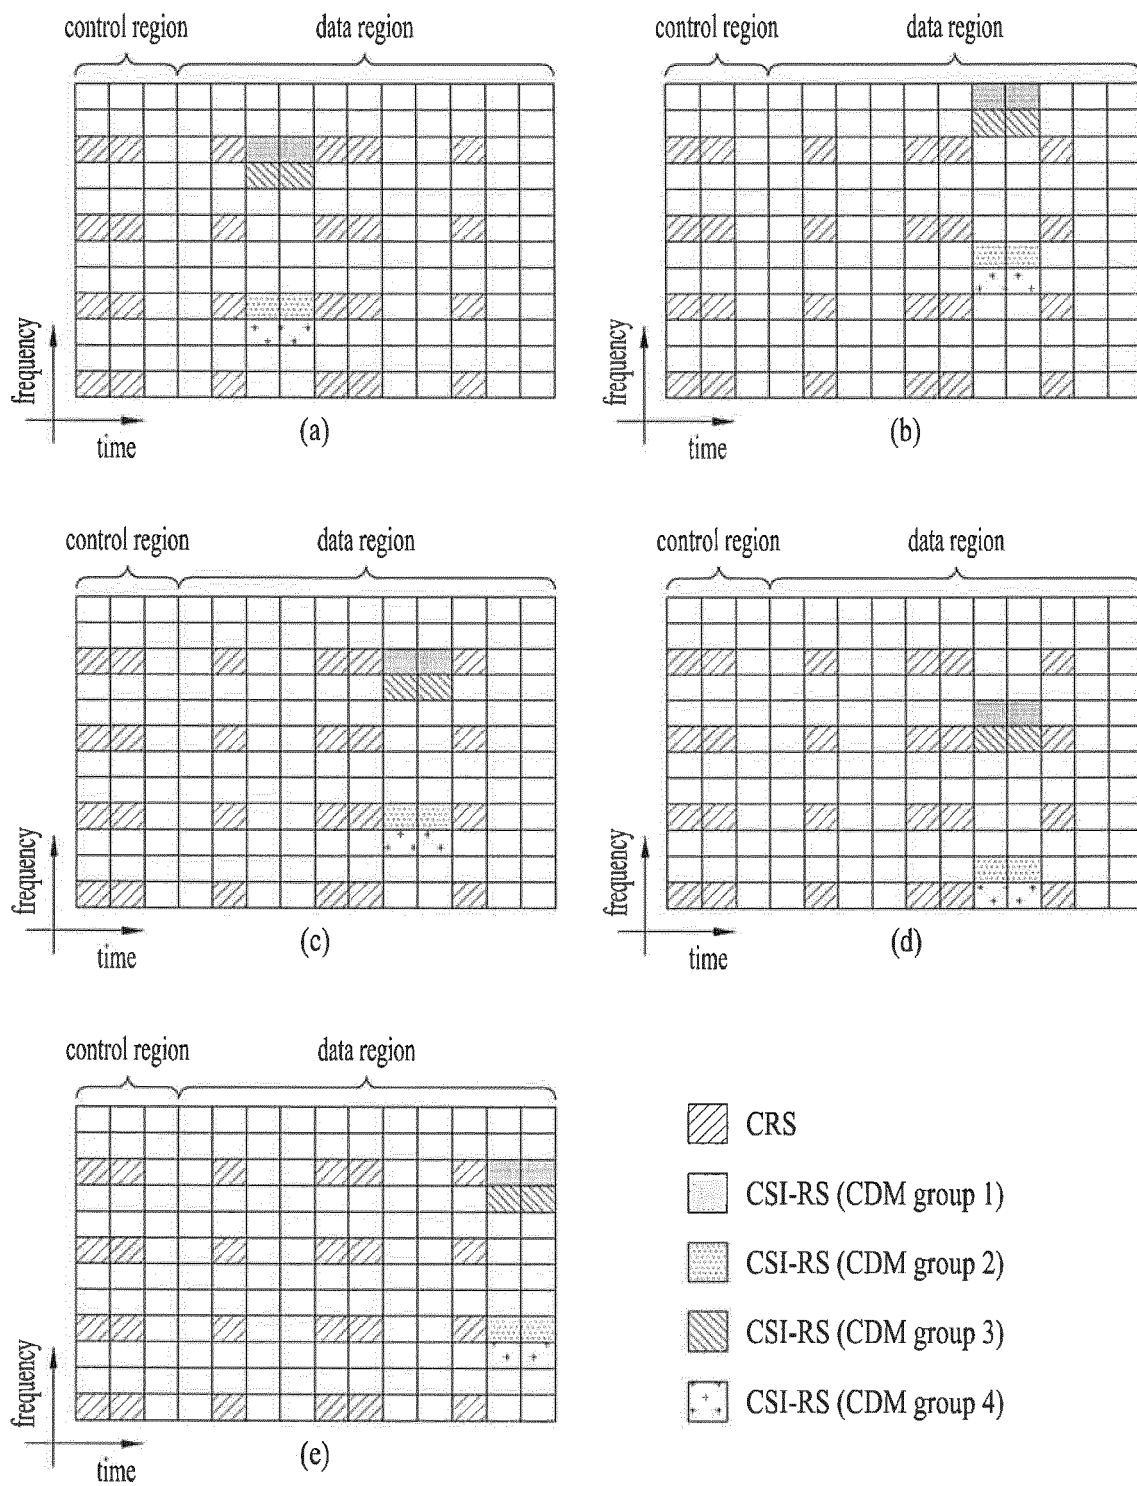 control region
data region
control region
data region
frequency
time
(a)
frequency
time
(b)
control region
data region
control region
data region
frequency
time
(c)
frequency
time
(d)
control region
data region
frequency
time
(e)
CRS
CSI-RS (CDM group 1)
CSI-RS (CDM group 2)
CSI-RS (CDM group 3)
CSI-RS (CDM group 4)